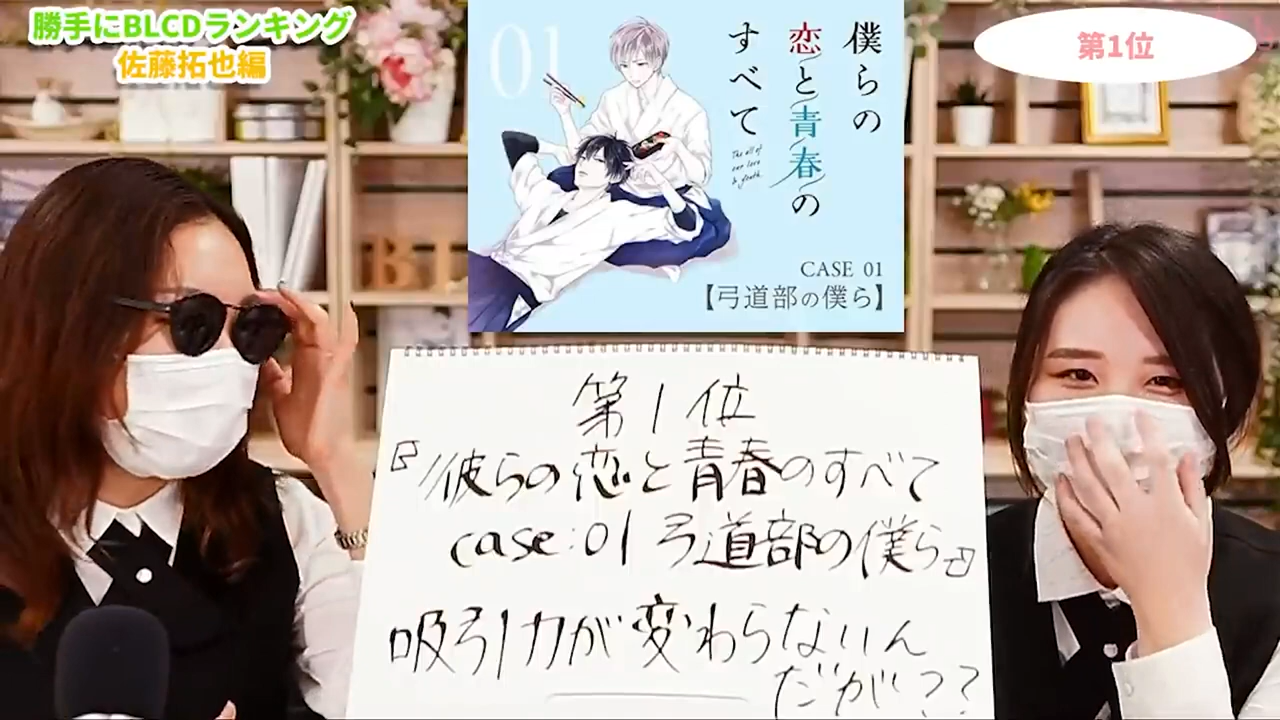 勝手にBLCDランキング
佐藤拓也編
第1位
01
僕らの
恋と青春の
すべて
The all of
our love
& youth.
CASE 01
【弓道部の僕ら】
第1位
『彼らの恋と青春のすべて
case:01 弓道部の僕ら』
吸引力が変わらないん
だが??